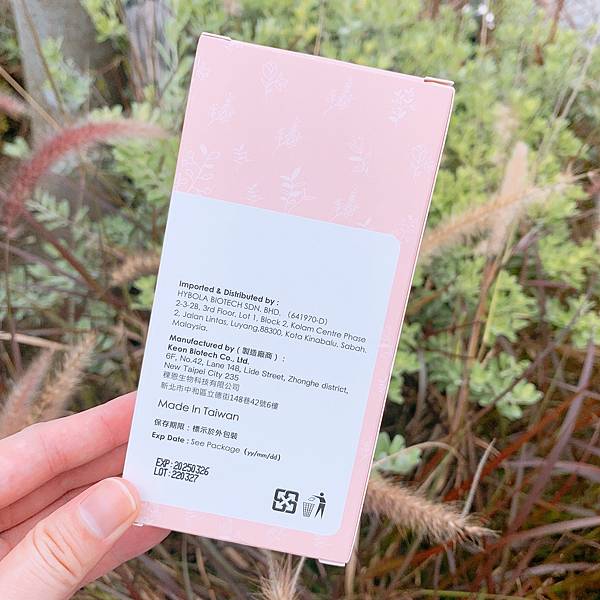 Imported & Distributed by :
HYBOLA BIOTECH SDN. BHD. （641970-D）
2-3-2B, 3rd Floor, Lot 1, Block 2, Kolam Centre Phase
2, Jalan Lintas, Luyang,88300, Kota Kinabalu, Sabah.
Malaysia.
Manufactured by（製造廠商）:
Keon Biotech Co., Ltd.
6F, No.42, Lane 148, Lide Street, Zhonghe district,
New Taipei City 235
稼恩生物科技有限公司
新北市中和區立德街148巷42號6樓
Made In Taiwan
保存期限：標示於外包裝
Exp Date : See Package（yy/mm/dd）
EXP:20250326
LOT:220327